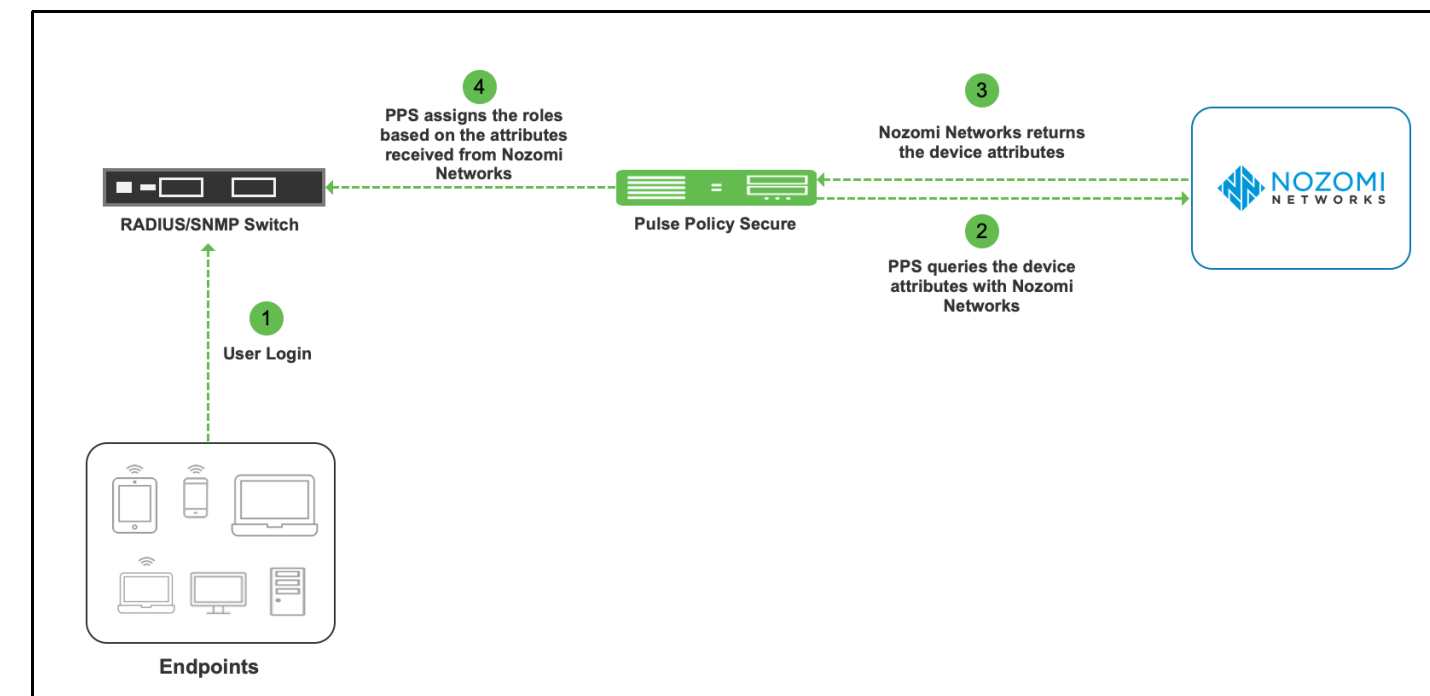 4
PPS assigns the roles
based on the attributes
received from Nozomi
Networks
3
Nozomi Networks returns
the device attributes
NOZOMI
NETWORKS
RADIUS/SNMP Switch
Pulse Policy Secure
2
PPS queries the device
attributes with Nozomi
Networks
1
User Login
Endpoints